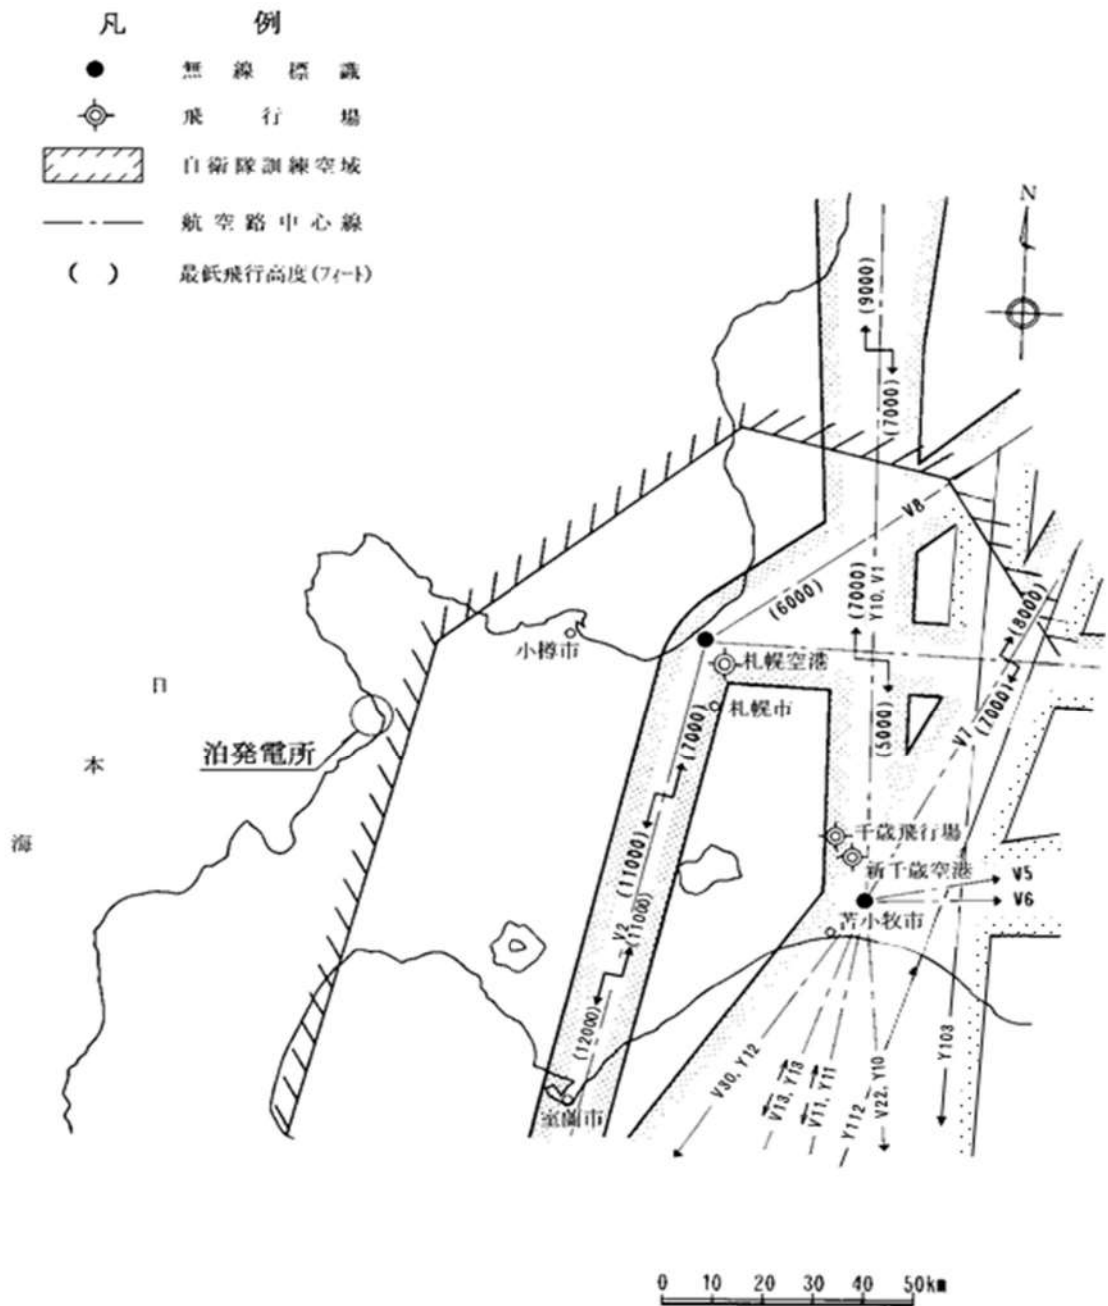 凡 例
無線標識
飛行場
自衛隊訓練空域
航空路中心線
( ) 最低飛行高度(フィート)
N
(9000)
(7000)
V8
(6000)
(7000)
Y10, V1
(8000)
小樽市
札幌空港
日
本
海
泊発電所
札幌市
(7000)
(5000)
V7
(7000)
千歳飛行場
新千歳空港
(11000)
V2
(11000)
V5
V6
苫小牧市
(12000)
室蘭市
V30, Y12
V13, Y13
V11, Y11
Y112
V22, Y10
Y103
0 10 20 30 40 50km